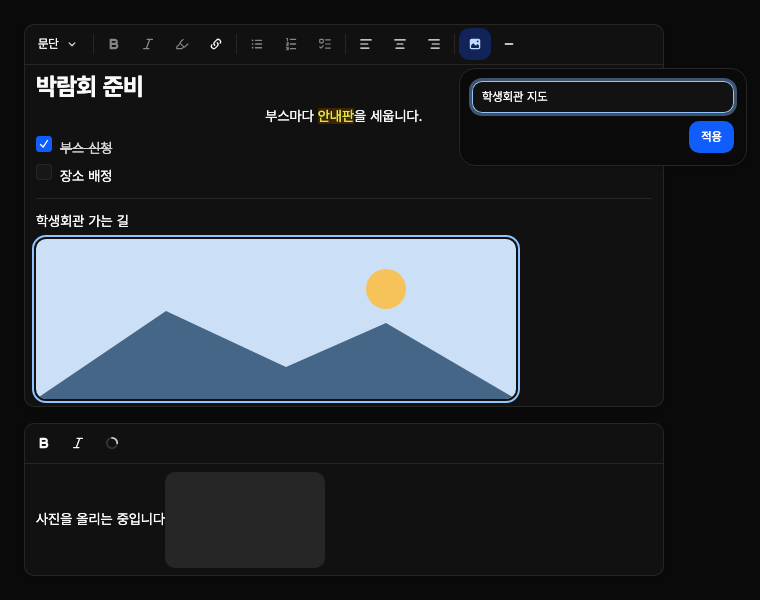 문단
학생회관 지도
적용
박람회 준비
부스마다 안내판을 세웁니다.
부스 신청
장소 배정
학생회관 가는 길
사진을 올리는 중입니다